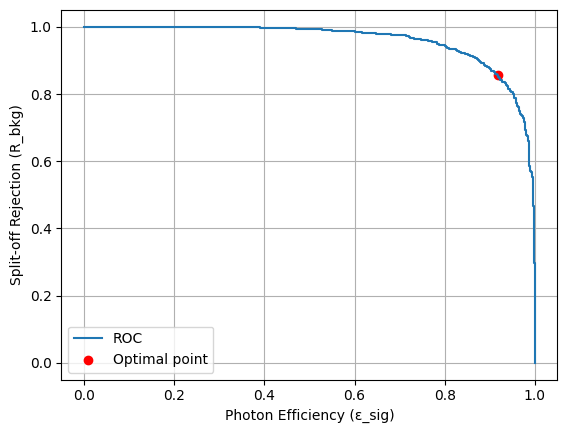 1.0
0.8
0.6
0.4
0.2
0.0
Split-off Rejection (R_bkg)
ROC
Optimal point
0.0 0.2 0.4 0.6 0.8 1.0
Photon Efficiency (ε_sig)